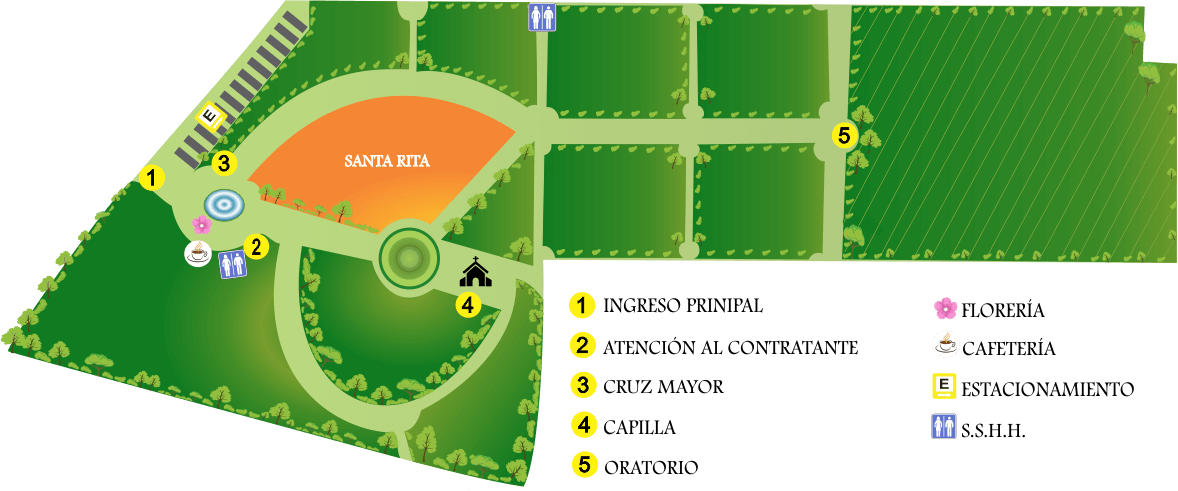 E
3
SANTA RITA
5
1
2
4
1 INGRESO PRINIPAL
2 ATENCIÓN AL CONTRATANTE
3 CRUZ MAYOR
4 CAPILLA
5 ORATORIO
FLORERÍA
CAFETERÍA
E ESTACIONAMIENTO
S.S.H.H.